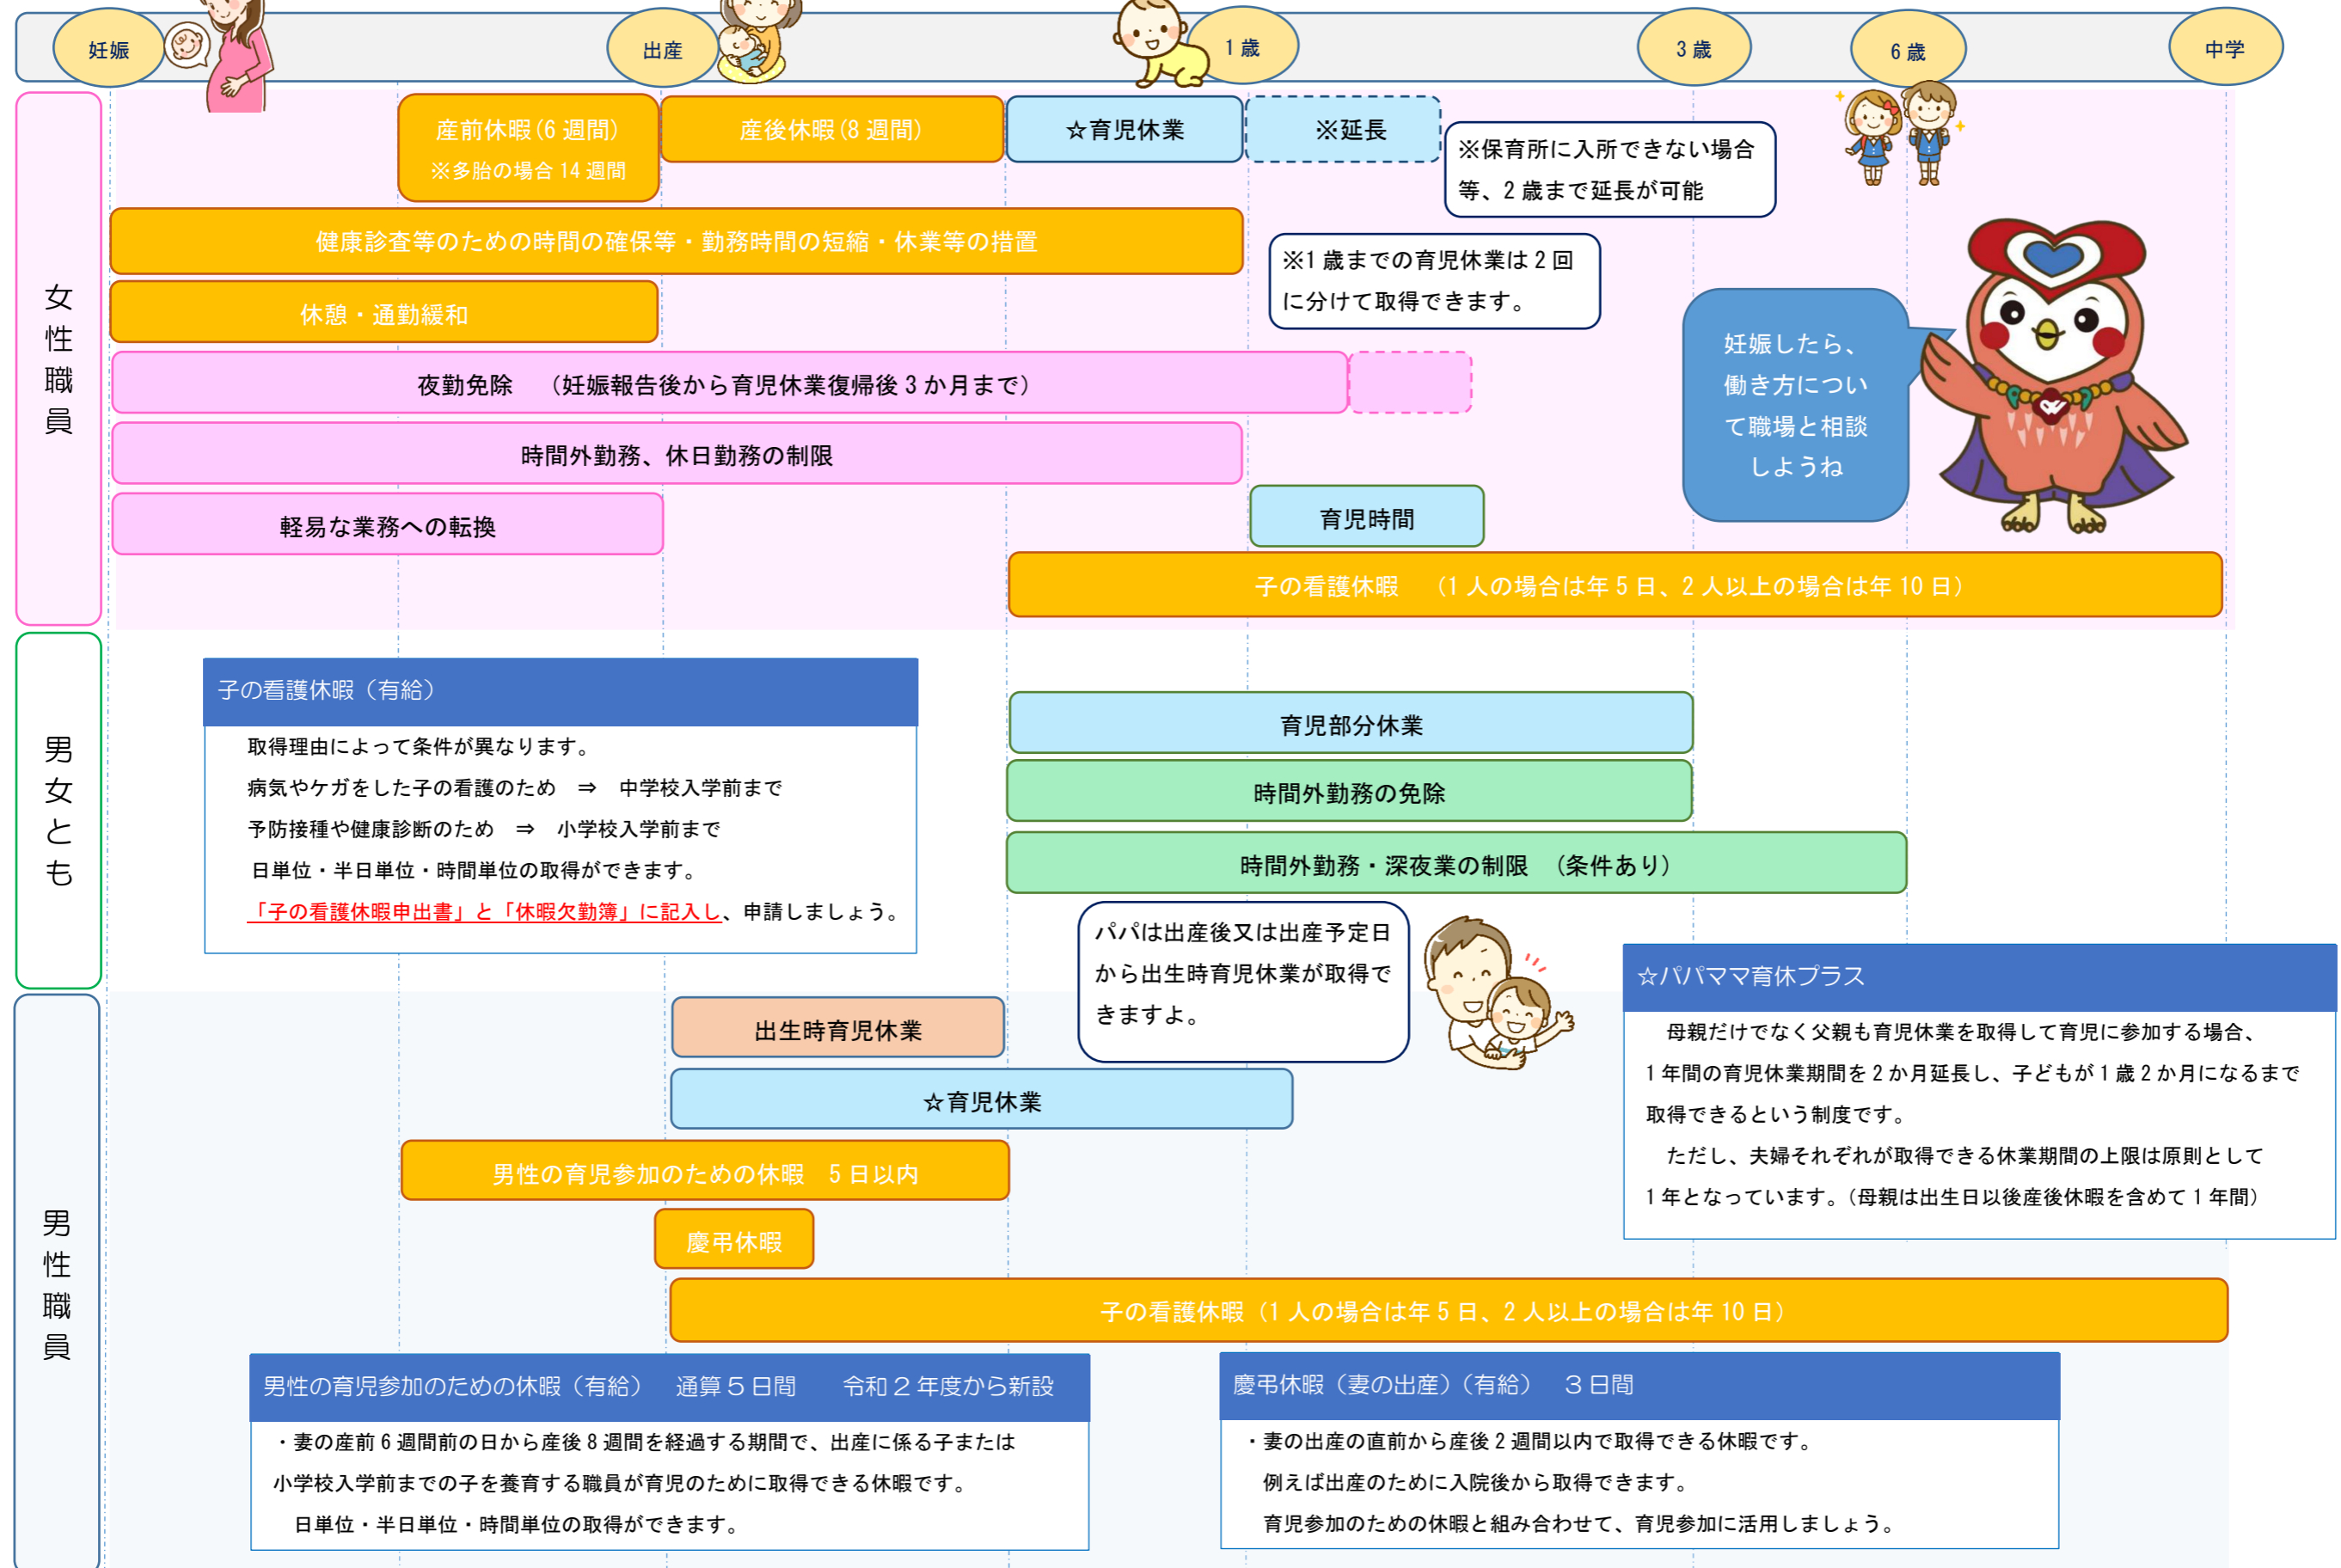 妊娠
出産
1歳
3歳
6歳
中学
女性職員
産前休暇(6週間)
※多胎の場合14週間
産後休暇(8週間)
☆育児休業
※延長
※保育所に入所できない場合
等、2歳まで延長が可能
健康診査等のための時間の確保等・勤務時間の短縮・休業等の措置
※1歳までの育児休業は2回
に分けて取得できます。
休憩・通勤緩和
夜勤免除　（妊娠報告後から育児休業復帰後3か月まで）
時間外勤務、休日勤務の制限
軽易な業務への転換
育児時間
妊娠したら、
働き方につい
て職場と相談
しようね
子の看護休暇　（1人の場合は年5日、2人以上の場合は年10日）
男女とも
子の看護休暇（有給）
取得理由によって条件が異なります。
病気やケガをした子の看護のため　⇒　中学校入学前まで
予防接種や健康診断のため　⇒　小学校入学前まで
日単位・半日単位・時間単位の取得ができます。
「子の看護休暇申出書」と「休暇欠勤簿」に記入し、申請しましょう。
育児部分休業
時間外勤務の免除
時間外勤務・深夜業の制限　（条件あり）
パパは出産後又は出産予定日
から出生時育児休業が取得で
きますよ。
男性職員
出生時育児休業
☆育児休業
男性の育児参加のための休暇　5日以内
慶弔休暇
子の看護休暇（1人の場合は年5日、2人以上の場合は年10日）
☆パパママ育休プラス
母親だけでなく父親も育児休業を取得して育児に参加する場合、
1年間の育児休業期間を2か月延長し、子どもが1歳2か月になるまで
取得できるという制度です。
ただし、夫婦それぞれが取得できる休業期間の上限は原則として
1年となっています。（母親は出生日以後産後休暇を含めて1年間）
男性の育児参加のための休暇（有給）　通算5日間　　令和2年度から新設
・妻の産前6週間前の日から産後8週間を経過する期間で、出産に係る子または
小学校入学前までの子を養育する職員が育児のために取得できる休暇です。
日単位・半日単位・時間単位の取得ができます。
慶弔休暇（妻の出産）（有給）　3日間
・妻の出産の直前から産後2週間以内で取得できる休暇です。
例えば出産のために入院後から取得できます。
育児参加のための休暇と組み合わせて、育児参加に活用しましょう。